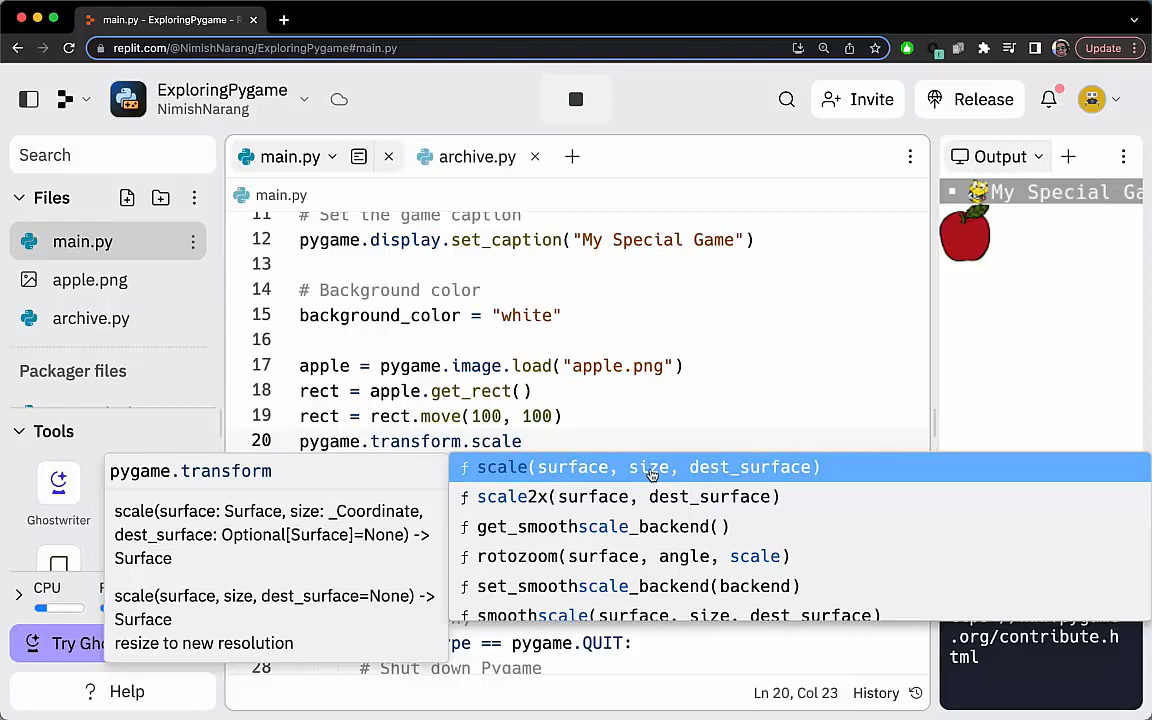 main.py - ExploringPygame - R
replit.com/@NimishNarang/ExploringPygame#main.py
Update
ExploringPygame
NimishNarang
Invite
Release
Search
Files
main.py
apple.png
archive.py
Packager files
Tools
Ghostwriter
CPU
Try Gho
? Help
main.py
archive.py
main.py
11 # Set the game caption
12 pygame.display.set_caption("My Special Game")
13
14 # Background color
15 background_color = "white"
16
17 apple = pygame.image.load("apple.png")
18 rect = apple.get_rect()
19 rect = rect.move(100, 100)
20 pygame.transform.scale
pygame.transform
scale(surface: Surface, size: _Coordinate,
dest_surface: Optional[Surface]=None) ->
Surface
scale(surface, size, dest_surface=None) ->
Surface
resize to new resolution
ƒ scale(surface, size, dest_surface)
ƒ scale2x(surface, dest_surface)
ƒ get_smoothscale_backend()
ƒ rotozoom(surface, angle, scale)
ƒ set_smoothscale_backend(backend)
ƒ smoothscale(surface, size, dest_surface)
ype == pygame.QUIT:
28 # Shut down Pygame
Ln 20, Col 23 History
Output
My Special Ga
.org/contribute.h
tml